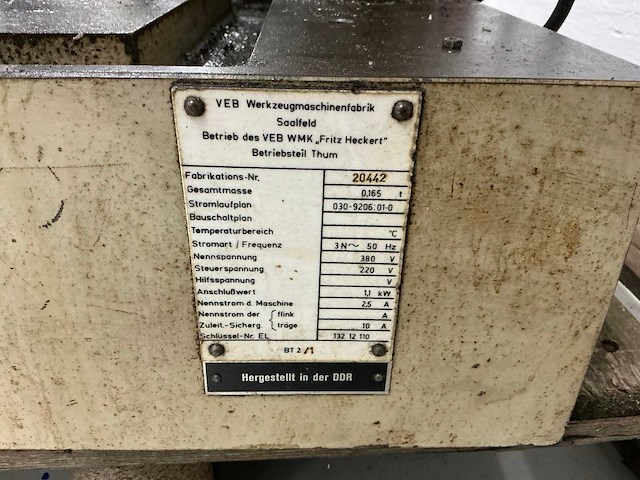 VEB Werkzeugmaschinenfabrik
Saalfeld
Betrieb des VEB WMK „Fritz Heckert"
Betriebsteil Thum
Fabrikations-Nr. 20442
Gesamtmasse 0,165 t
Stromlaufplan 030-9206:01-0
Bauschaltplan
Temperaturbereich °C
Stromart / Frequenz 3 N~ 50 Hz
Nennspannung 380 V
Steuerspannung 220 V
Hilfsspannung V
Anschlußwert 1,1 kW
Nennstrom d. Maschine 2,5 A
Nennstrom der flink A
Zuleit.-Sicherg. träge 10 A
Schlüssel-Nr. EL 132 12 110
BT 2/1
Hergestellt in der DDR